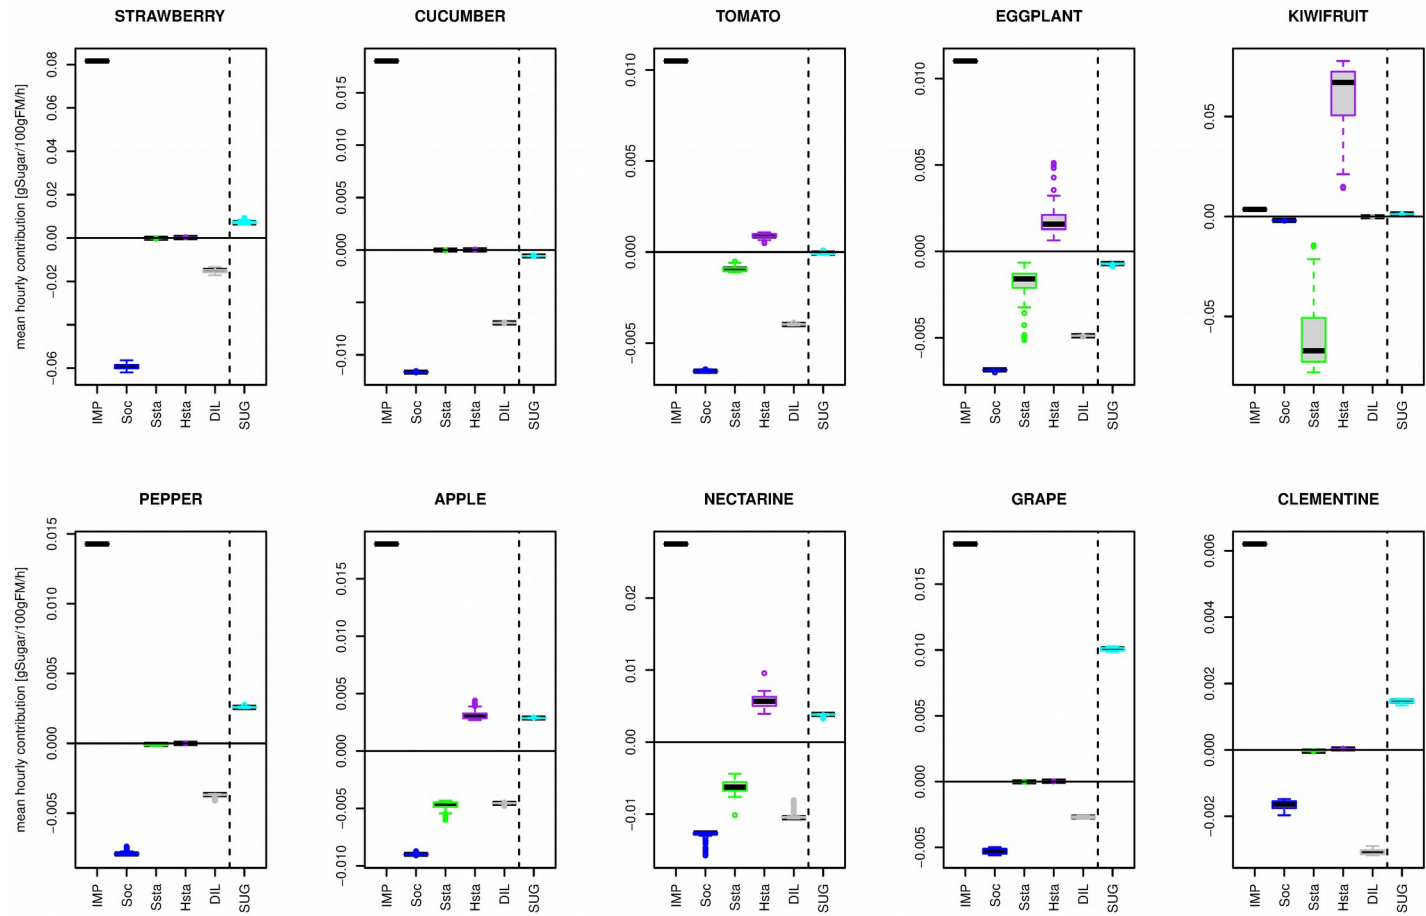 STRAWBERRY
CUCUMBER
TOMATO
EGGPLANT
KIWIFRUIT
mean hourly contribution [gSugar/100gFM/h]
0.08
0.06
0.04
0.02
0.00
−0.02
−0.06
IMP
Soc
Ssta
Hsta
DIL
SUG
0.015
0.010
0.005
0.000
−0.010
IMP
Soc
Ssta
Hsta
DIL
SUG
0.010
0.005
0.000
−0.005
IMP
Soc
Ssta
Hsta
DIL
SUG
0.010
0.005
0.000
−0.005
IMP
Soc
Ssta
Hsta
DIL
SUG
0.05
0.00
−0.05
IMP
Soc
Ssta
Hsta
DIL
SUG
PEPPER
APPLE
NECTARINE
GRAPE
CLEMENTINE
mean hourly contribution [gSugar/100gFM/h]
0.015
0.010
0.005
0.000
−0.005
IMP
Soc
Ssta
Hsta
DIL
SUG
0.015
0.010
0.005
0.000
−0.005
−0.010
IMP
Soc
Ssta
Hsta
DIL
SUG
0.02
0.01
0.00
−0.01
IMP
Soc
Ssta
Hsta
DIL
SUG
0.015
0.010
0.005
0.000
−0.005
IMP
Soc
Ssta
Hsta
DIL
SUG
0.006
0.004
0.002
0.000
−0.002
IMP
Soc
Ssta
Hsta
DIL
SUG